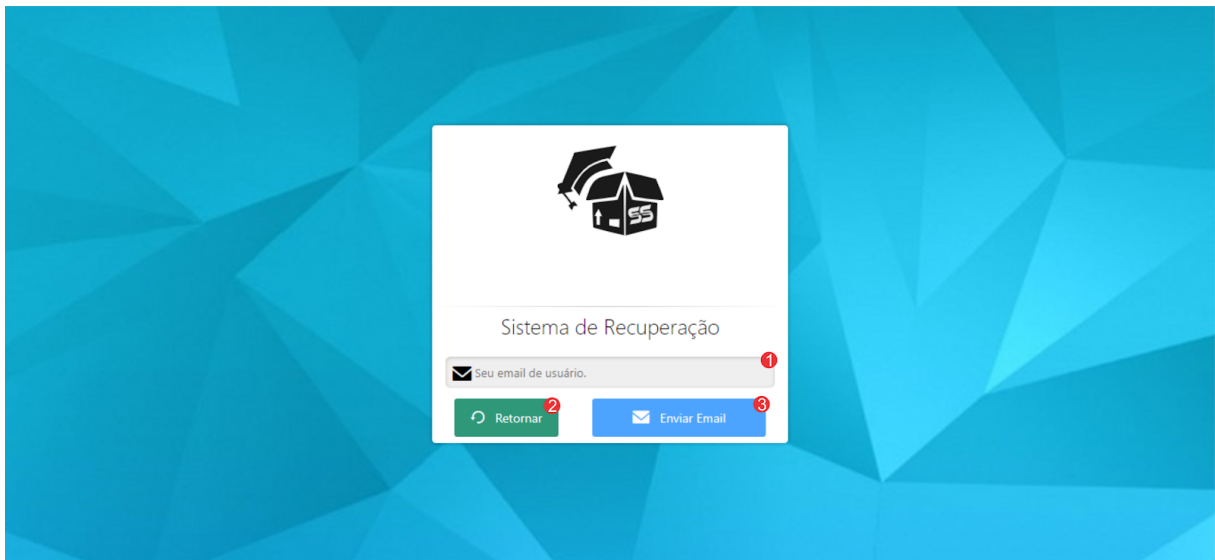 SS
Sistema de Recuperação
1
Seu email de usuário.
2
Retornar
3
Enviar Email